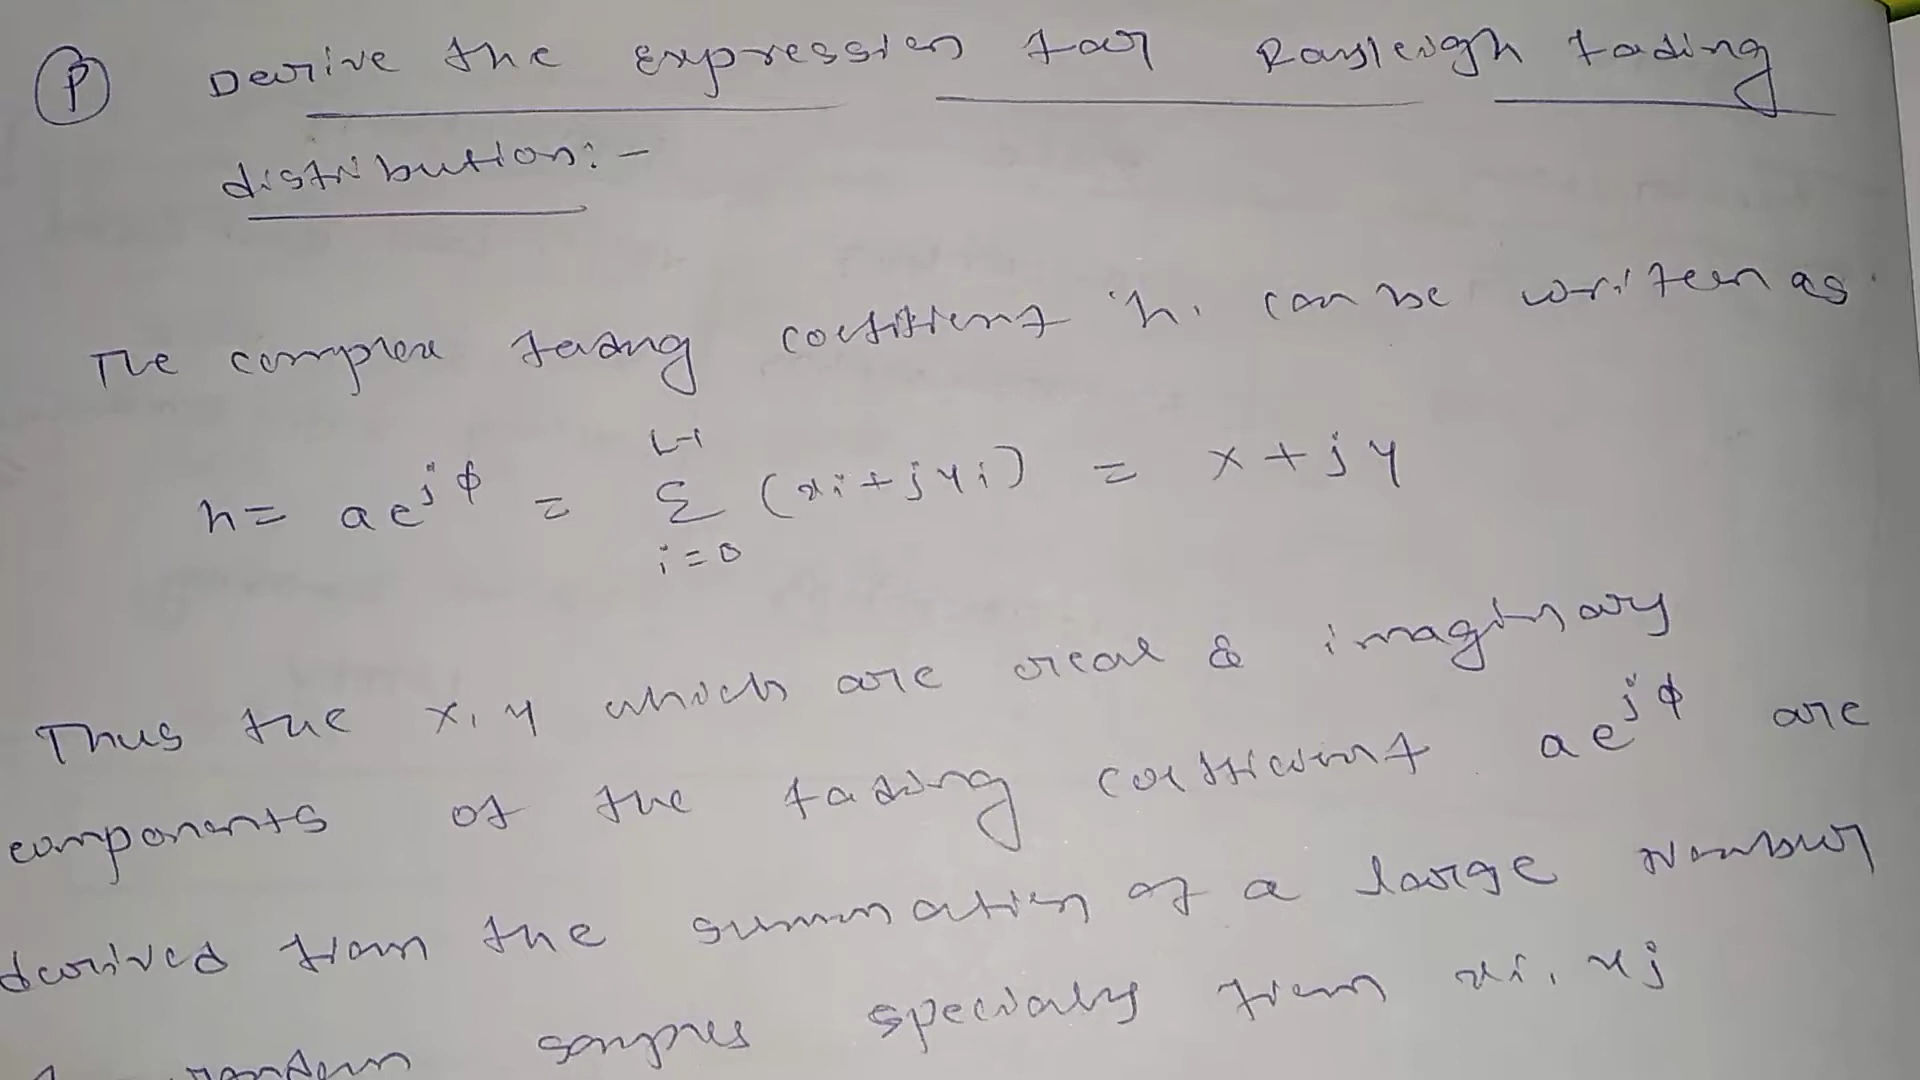 P Derive the expression for Rayleigh fading
distribution:-
The complex fading coefficient 'h' can be written as
L-1
h= ae^jφ = Σ (xi+jyi) = x+jy
i=0
Thus the x, y which are real & imaginary
components of the fading coefficient ae^jφ are
derived from the summation of a large number
random samples specially from xi, xj